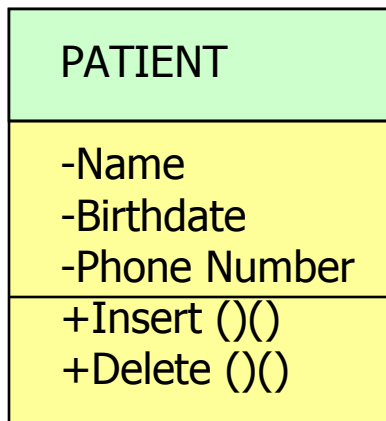 PATIENT
-Name
-Birthdate
-Phone Number
+Insert ()()
+Delete ()()